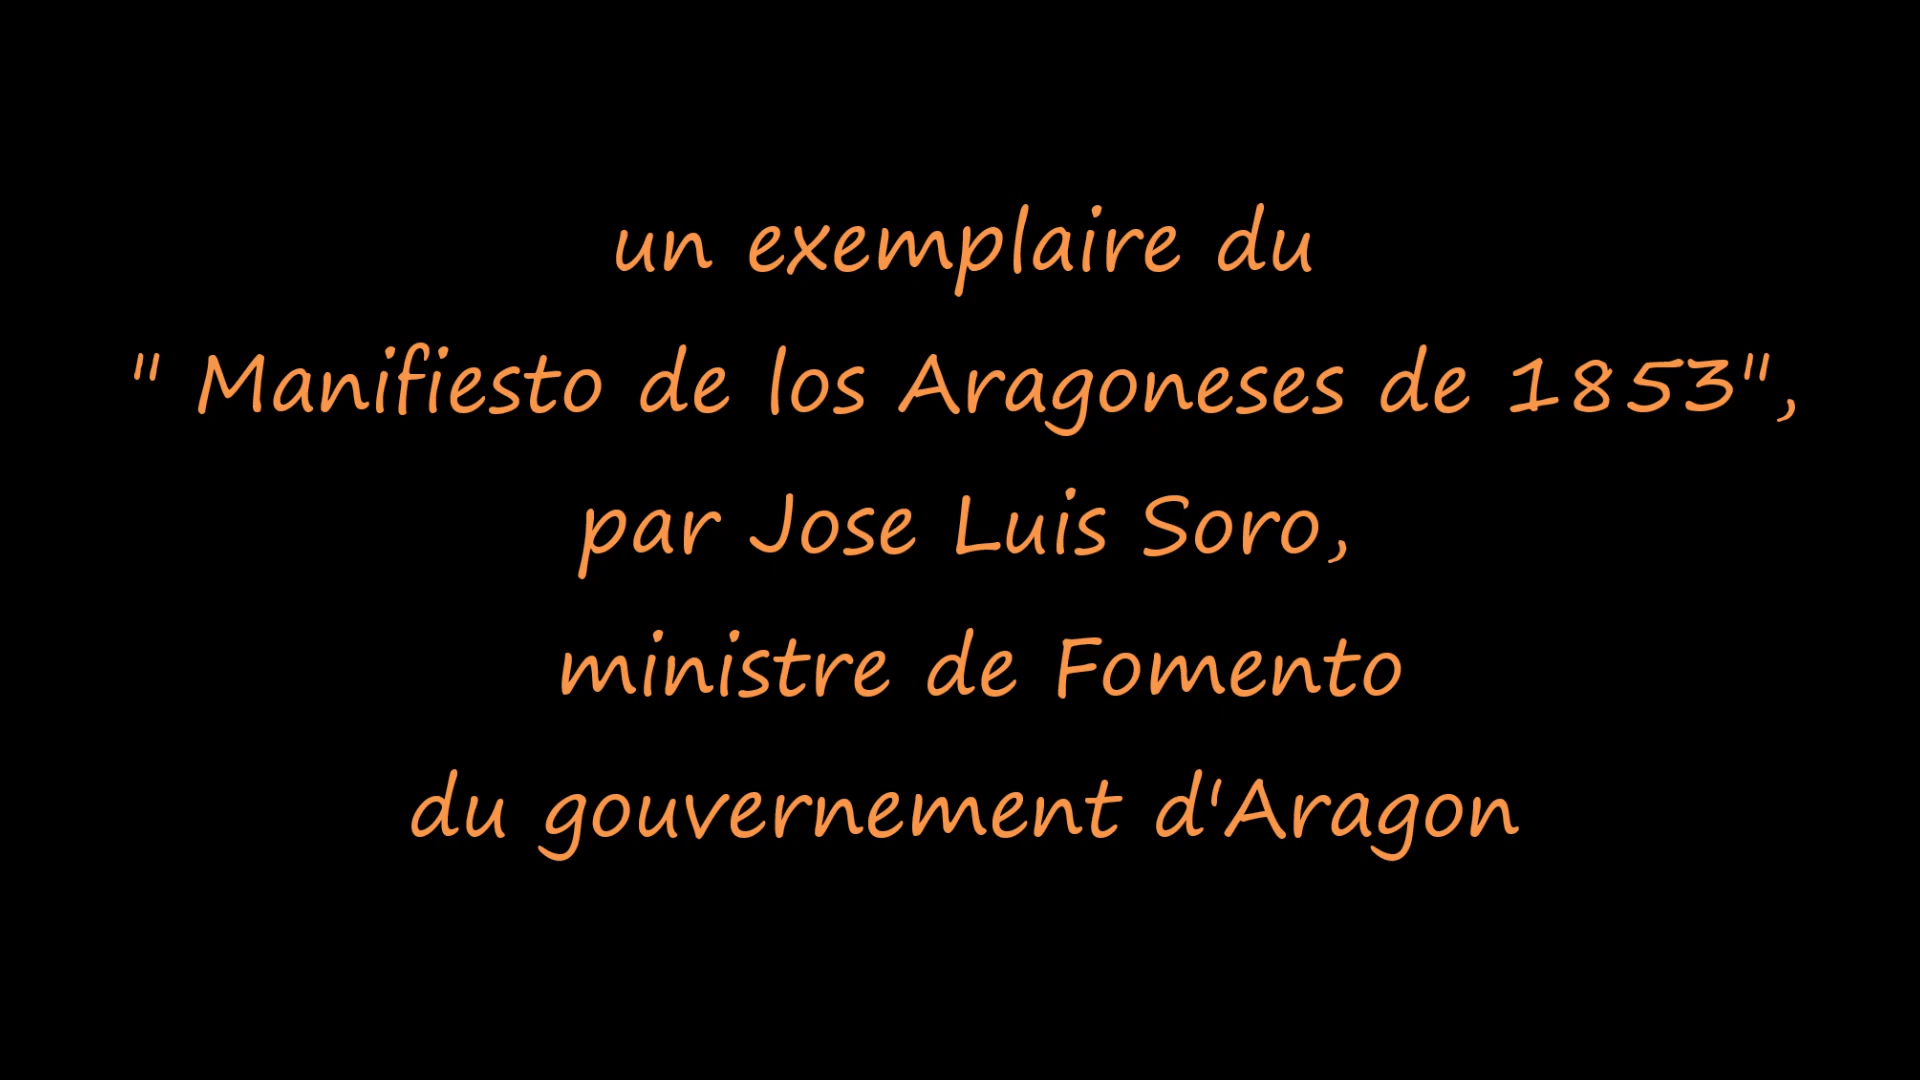 un exemplaire du
" Manifiesto de los Aragoneses de 1853",
par Jose Luis Soro,
ministre de Fomento
du gouvernement d'Aragon